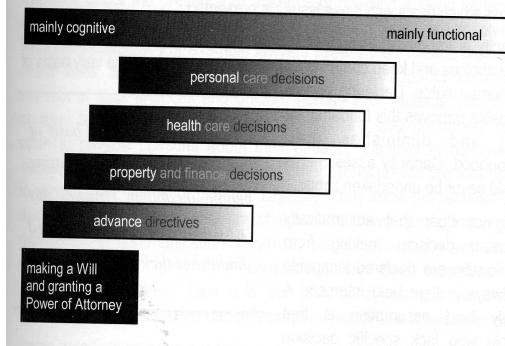 mainly cognitive mainly functional
personal care decisions
health care decisions
property and finance decisions
advance directives
making a Will
and granting a
Power of Attorney